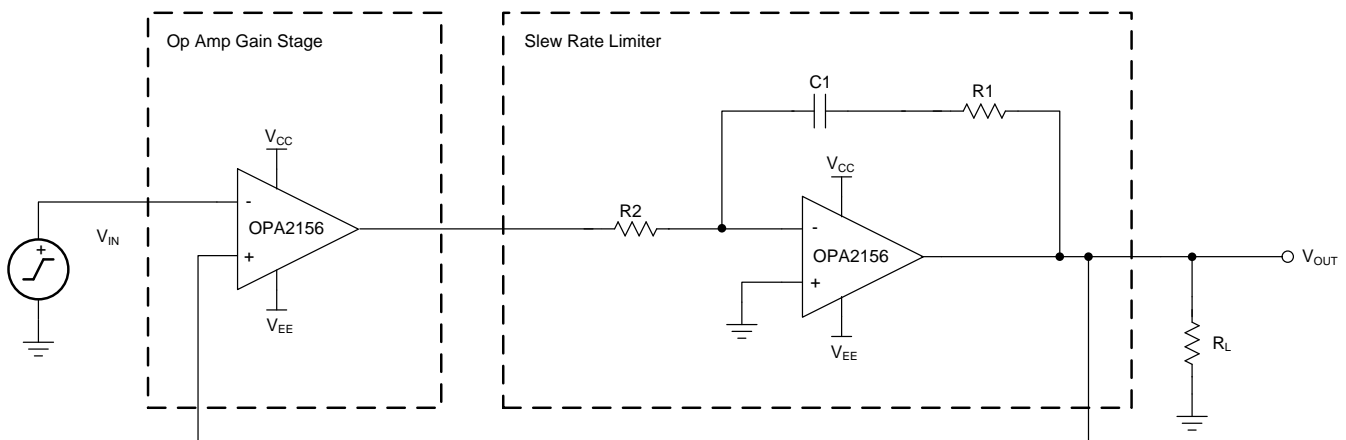 Op Amp Gain Stage
Slew Rate Limiter
C1
R1
VCC
VCC
R2
-
OPA2156
+
VIN
+
-
OPA2156
+
VOUT
VEE
VEE
RL